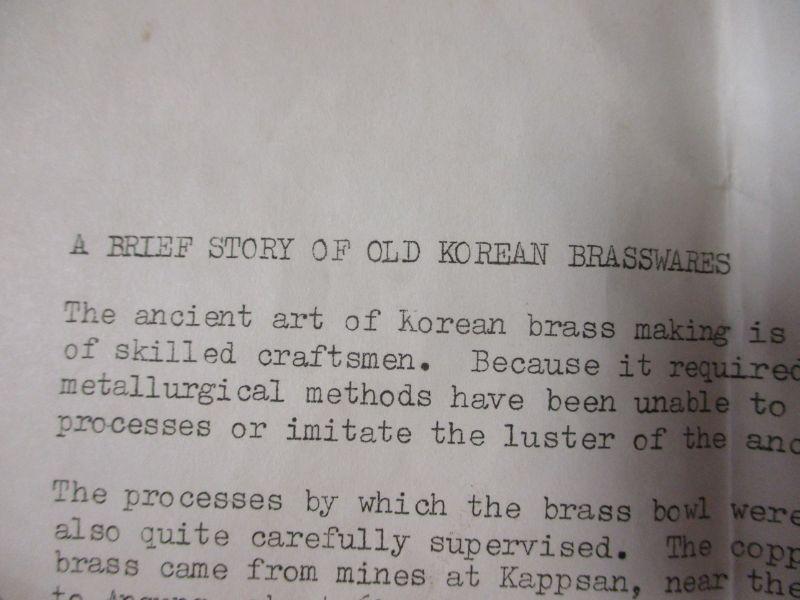 A BRIEF STORY OF OLD KOREAN BRASSWARES
The ancient art of Korean brass making is
of skilled craftsmen. Because it required
metallurgical methods have been unable to
processes or imitate the luster of the anc
The processes by which the brass bowl were
also quite carefully supervised. The copp
brass came from mines at Kappsan, near the
to